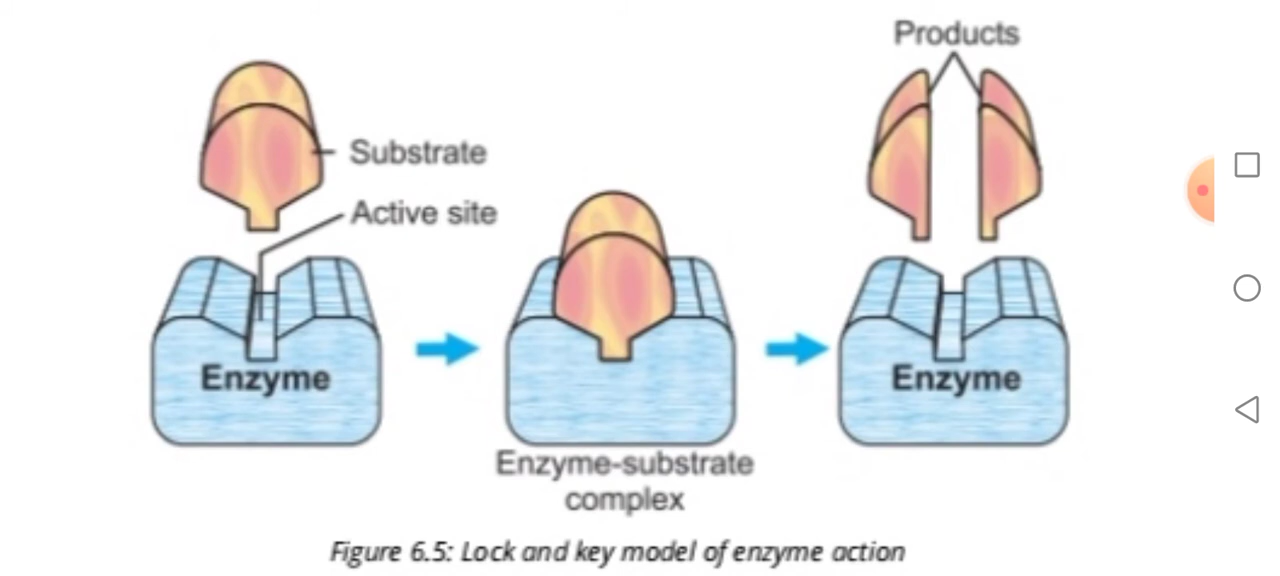 Products
Substrate
Active site
Enzyme
Enzyme
Enzyme-substrate
complex
Figure 6.5: Lock and key model of enzyme action